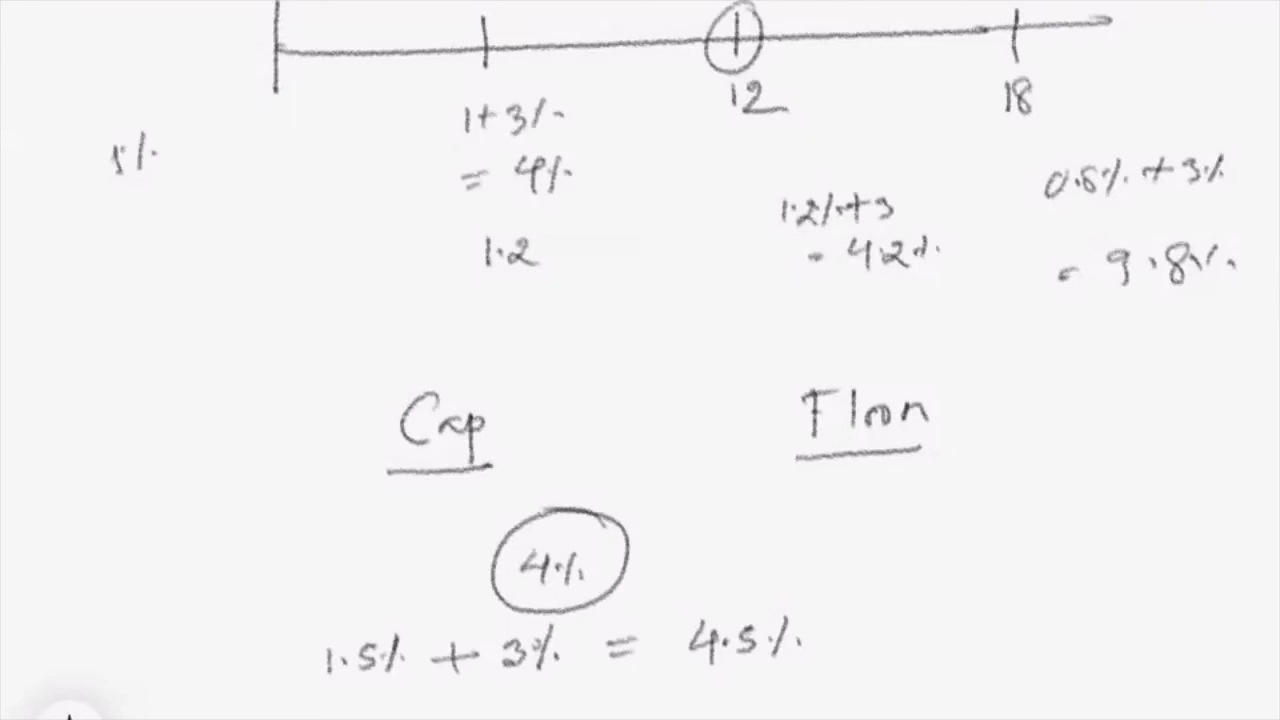 12
18
1+3%
1%
= 4%
0.8% + 3%
1.2% + 3
1.2
= 4.2%
= 9.8%
Cap
Floor
4%
1.5% + 3% = 4.5%